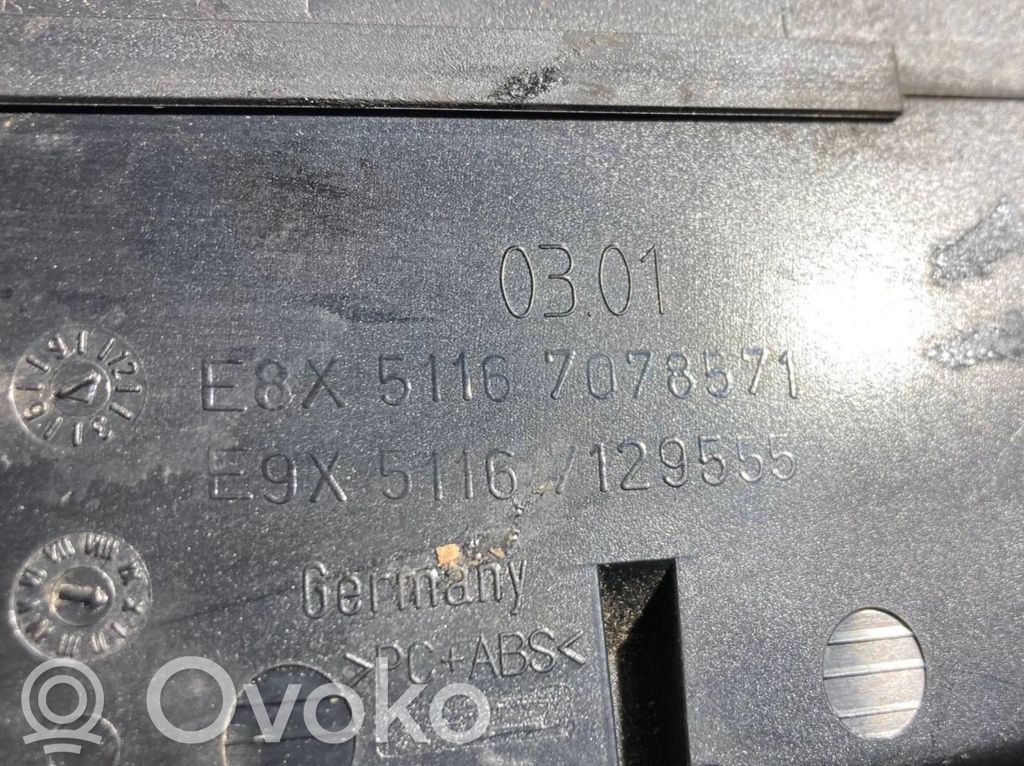 03.01
E8X 5116 7078571
E9X 5116 7129555
Germany
>PC+ABS<
Ovoko